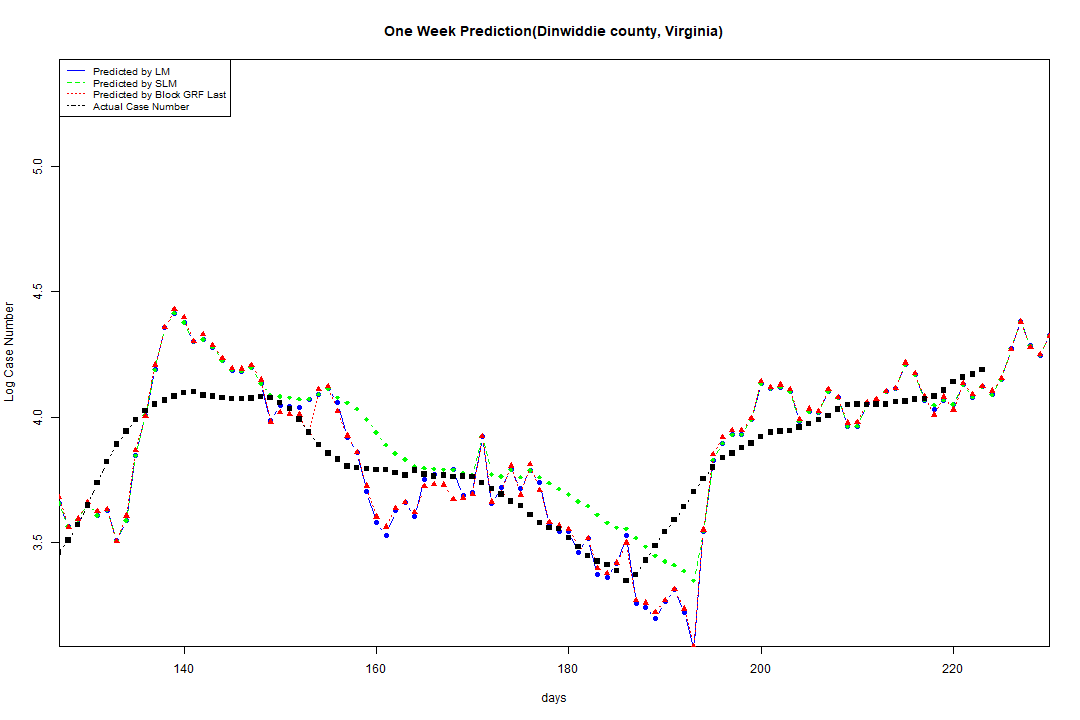 One Week Prediction(Dinwiddie county, Virginia)
Predicted by LM
Predicted by SLM
Predicted by Block GRF Last
Actual Case Number
5.0
4.5
4.0
3.5
Log Case Number
140 160 180 200 220
days